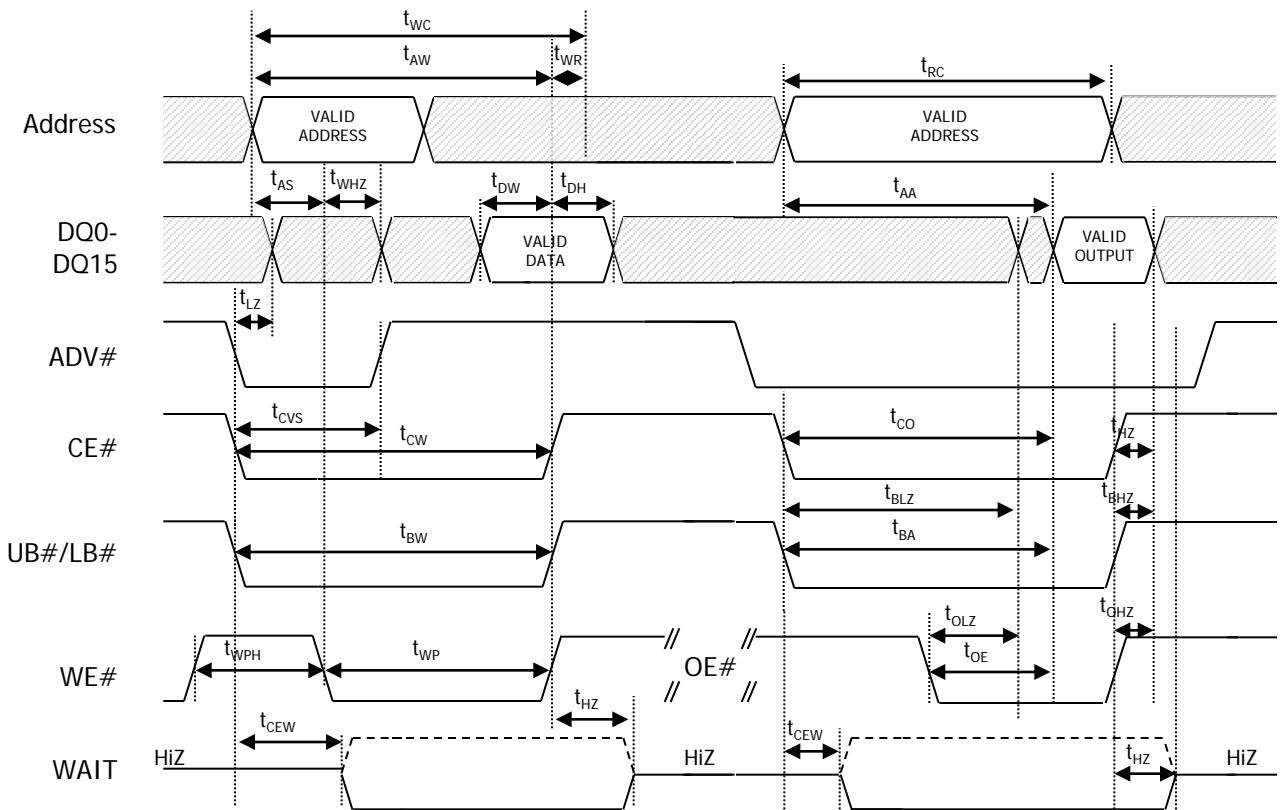 tWC
tAW
tWR
tRC
Address
VALID
ADDRESS
VALID
ADDRESS
tAS
tWHZ
tDW
tDH
tAA
DQ0-
DQ15
VALID
DATA
VALID
OUTPUT
tLZ
ADV#
tCVS
tCW
tCO
tHZ
CE#
tBLZ
tBHZ
UB#/LB#
tBW
tBA
tWPH
tWP
OE#
tOLZ
tOE
tOHZ
WE#
tCEW
tHZ
tCEW
tHZ
WAIT
HiZ
HiZ
HiZ